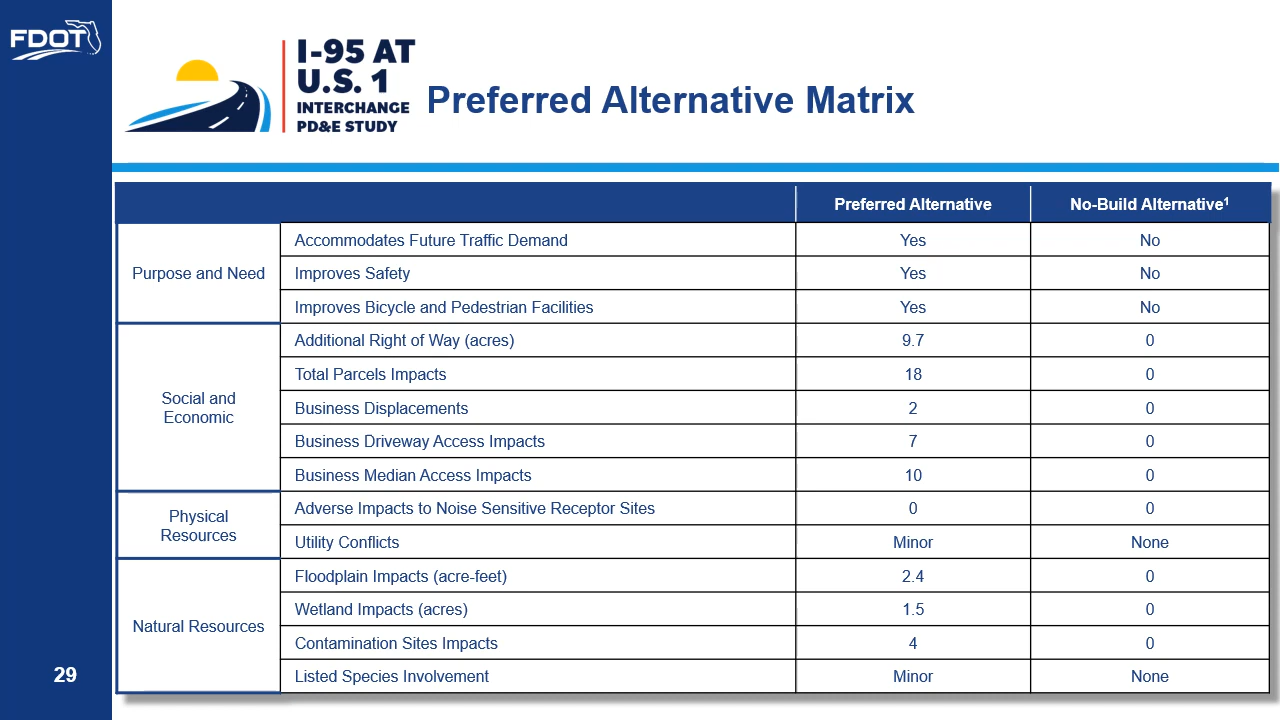 FDOT
I-95 AT
U.S. 1
INTERCHANGE
PD&E STUDY
Preferred Alternative Matrix
Preferred Alternative No-Build Alternative¹
Purpose and Need
Accommodates Future Traffic Demand Yes No
Improves Safety Yes No
Improves Bicycle and Pedestrian Facilities Yes No
Social and
Economic
Additional Right of Way (acres) 9.7 0
Total Parcels Impacts 18 0
Business Displacements 2 0
Business Driveway Access Impacts 7 0
Business Median Access Impacts 10 0
Physical
Resources
Adverse Impacts to Noise Sensitive Receptor Sites 0 0
Utility Conflicts Minor None
Natural Resources
Floodplain Impacts (acre-feet) 2.4 0
Wetland Impacts (acres) 1.5 0
Contamination Sites Impacts 4 0
Listed Species Involvement Minor None
29